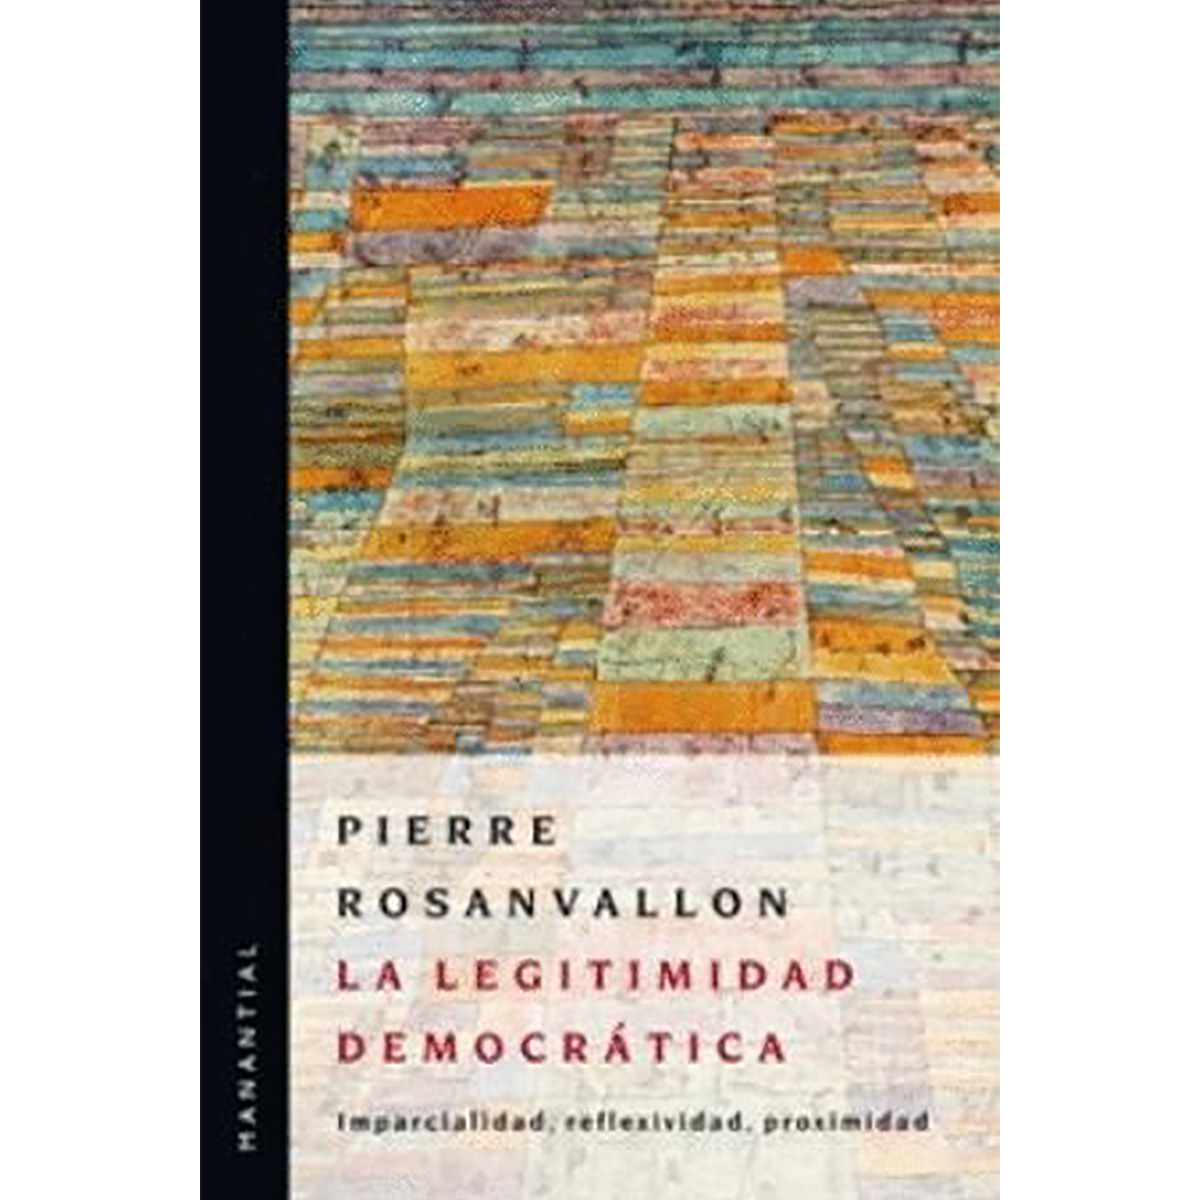 PIERRE
ROSANVALLON
LA LEGITIMIDAD
DEMOCRÁTICA
Imparcialidad, reflexividad, proximidad
MANANTIAL